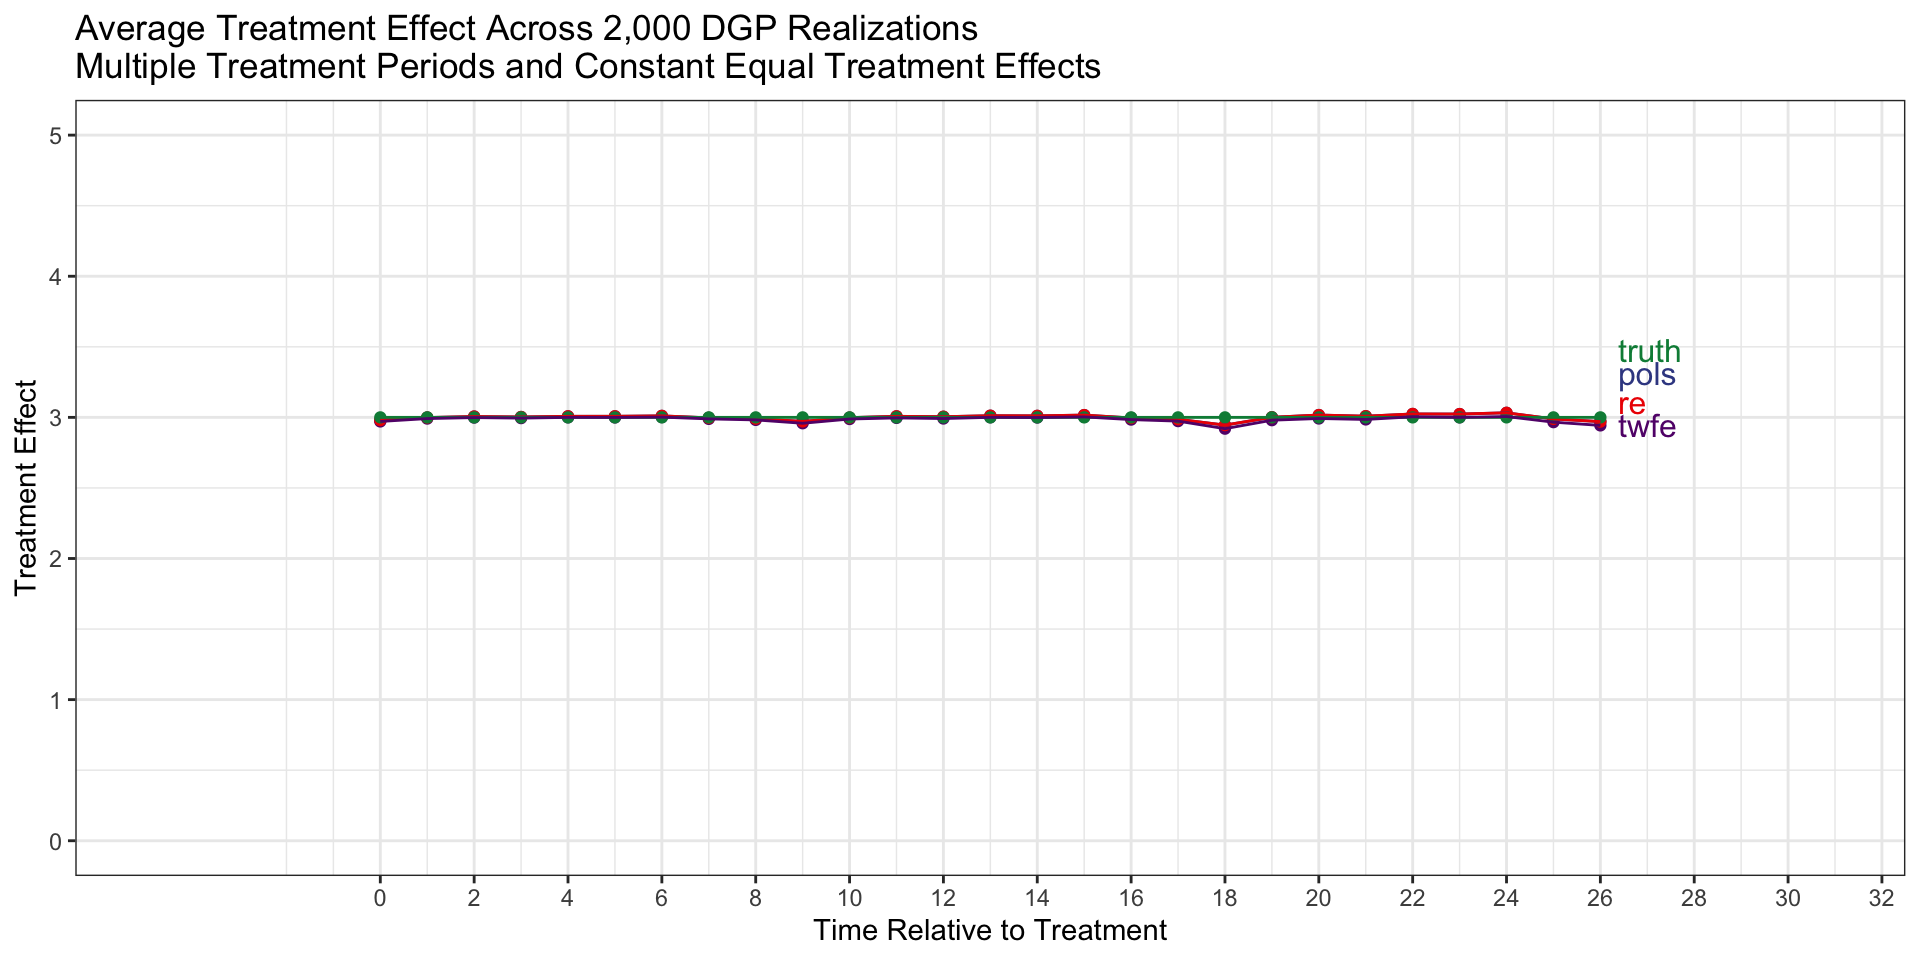 Average Treatment Effect Across 2,000 DGP Realizations
Multiple Treatment Periods and Constant Equal Treatment Effects
5
4
3
2
1
0
Treatment Effect
truth
pols
re
twfe
0 2 4 6 8 10 12 14 16 18 20 22 24 26 28 30 32
Time Relative to Treatment